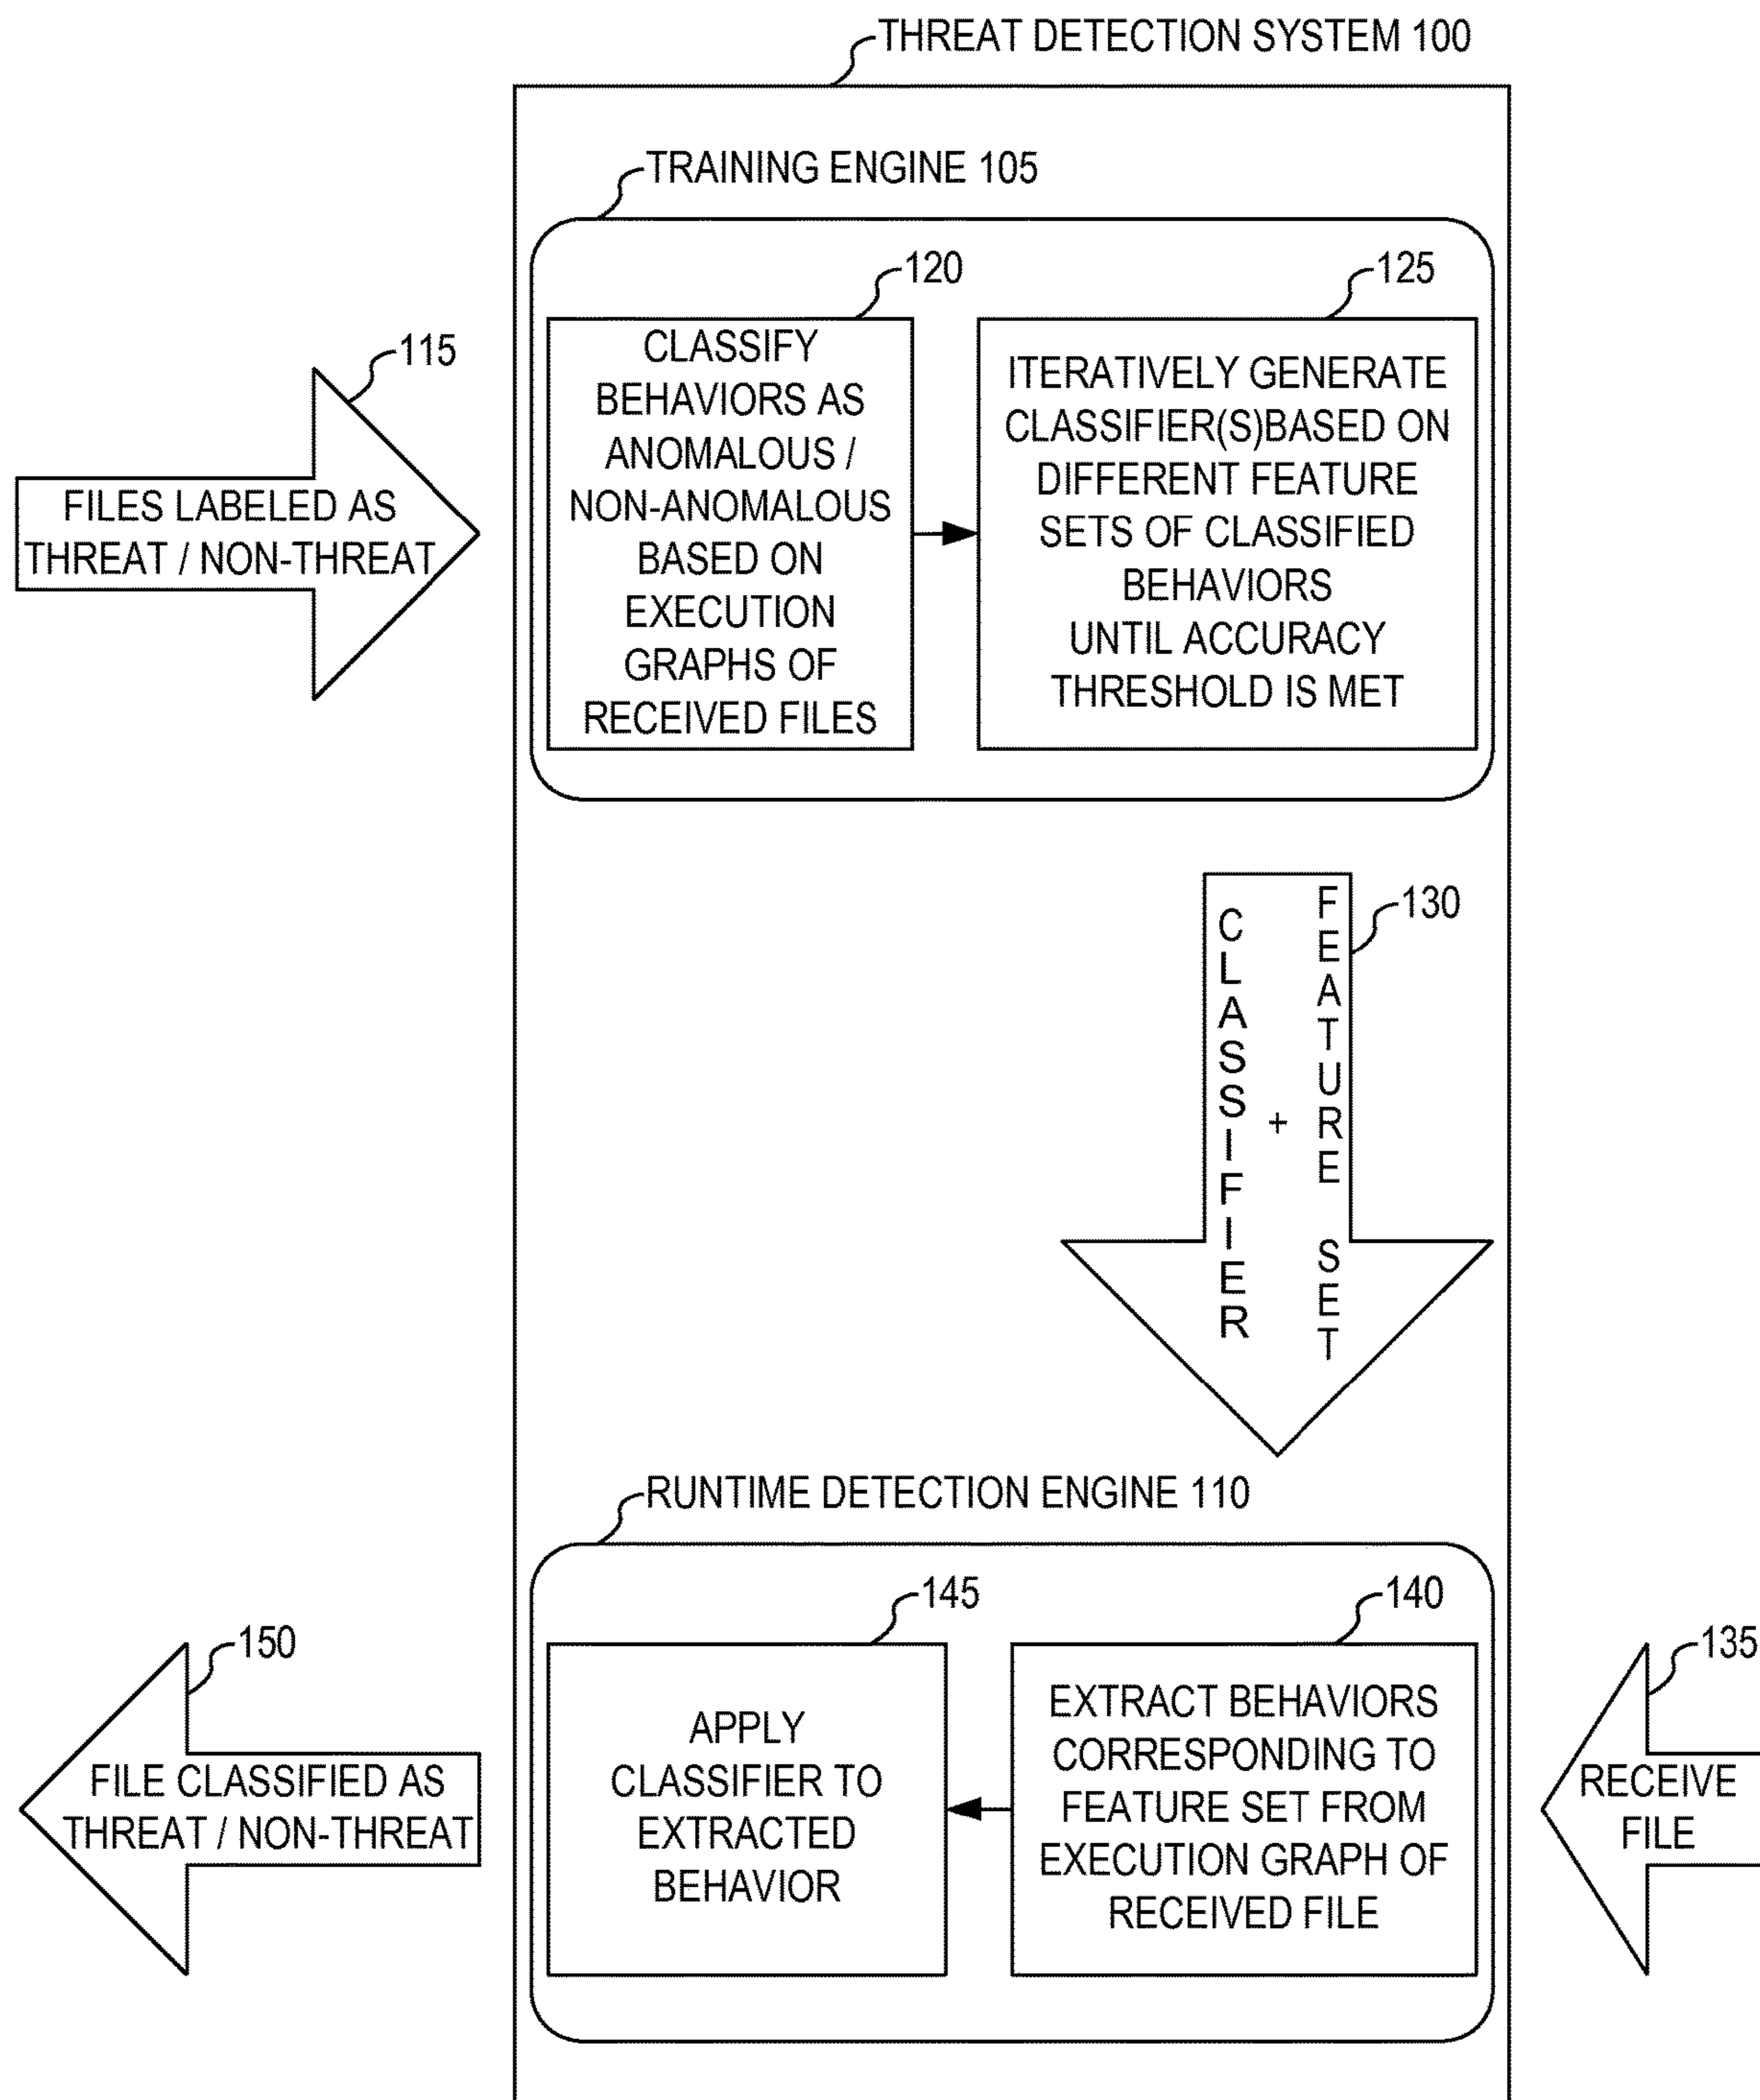 THREAT DETECTION SYSTEM 100
TRAINING ENGINE 105
120
125
115
CLASSIFY
BEHAVIORS AS
ANOMALOUS /
NON-ANOMALOUS
BASED ON
EXECUTION
GRAPHS OF
RECEIVED FILES
ITERATIVELY GENERATE
CLASSIFIER(S)BASED ON
DIFFERENT FEATURE
SETS OF CLASSIFIED
BEHAVIORS
UNTIL ACCURACY
THRESHOLD IS MET
FILES LABELED AS
THREAT / NON-THREAT
130
CLASSIFIER
+
FEATURE SET
RUNTIME DETECTION ENGINE 110
145
140
150
135
APPLY
CLASSIFIER TO
EXTRACTED
BEHAVIOR
EXTRACT BEHAVIORS
CORRESPONDING TO
FEATURE SET FROM
EXECUTION GRAPH OF
RECEIVED FILE
FILE CLASSIFIED AS
THREAT / NON-THREAT
RECEIVE
FILE